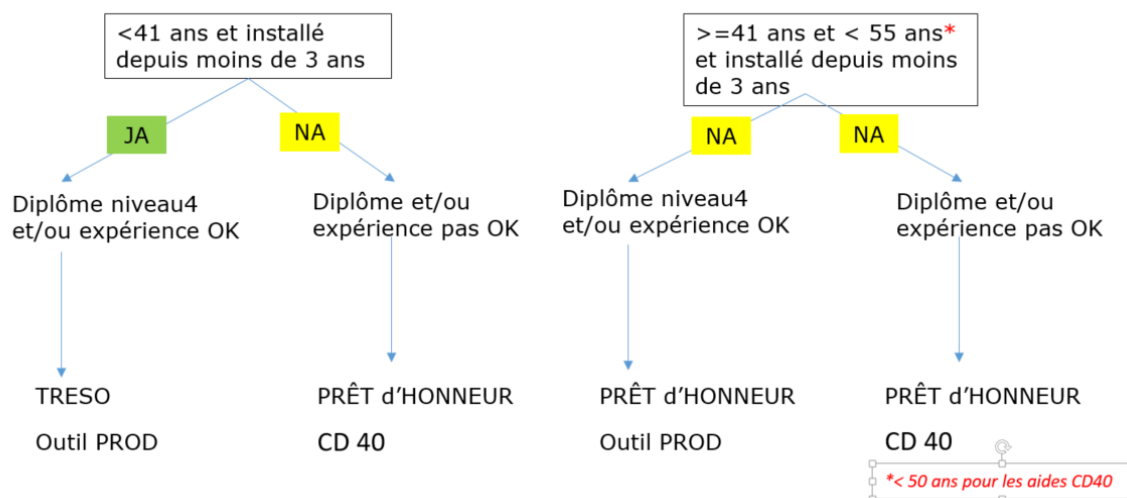 <41 ans et installé
depuis moins de 3 ans
>=41 ans et < 55 ans*
et installé depuis moins
de 3 ans
JA
NA
NA
NA
Diplôme niveau4
et/ou expérience OK
Diplôme et/ou
expérience pas OK
Diplôme niveau4
et/ou expérience OK
Diplôme et/ou
expérience pas OK
TRESO
PRÊT d’HONNEUR
PRÊT d’HONNEUR
PRÊT d’HONNEUR
Outil PROD
CD 40
Outil PROD
CD 40
*< 50 ans pour les aides CD40